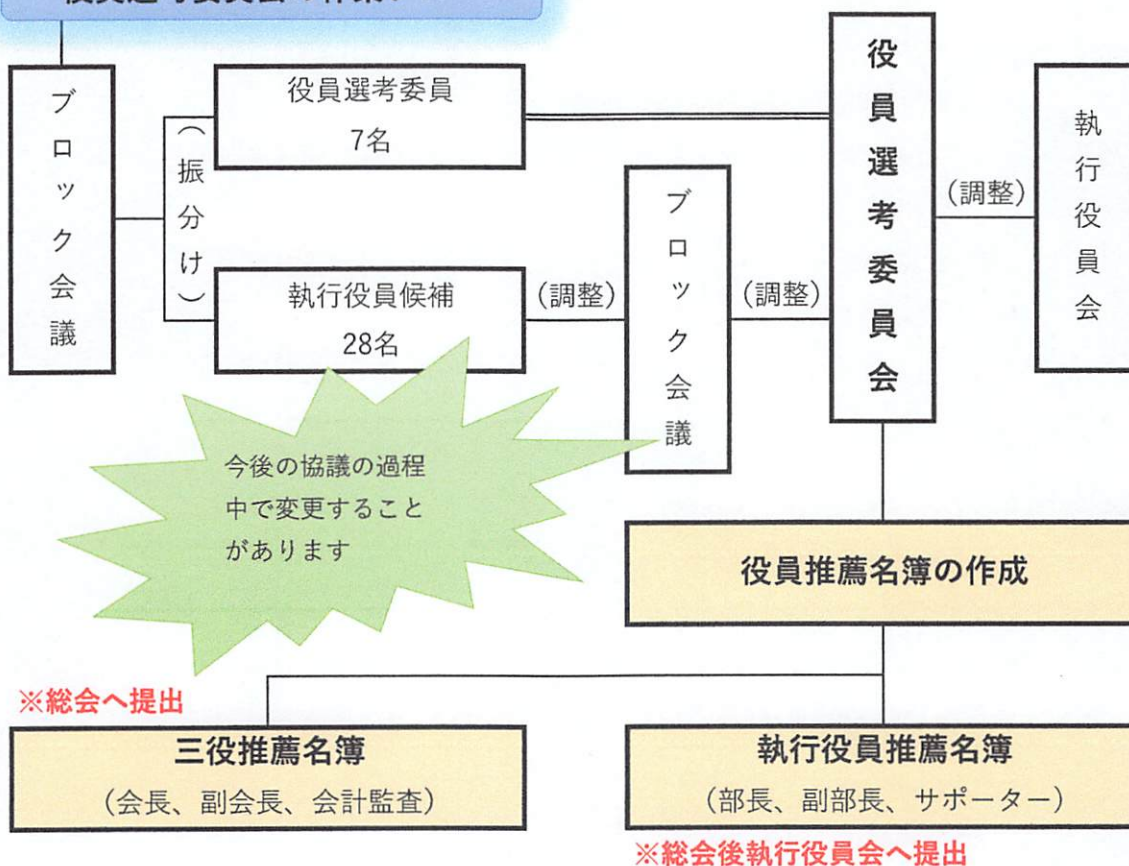 ブロック会議
（振分け）
役員選考委員
7名
執行役員候補
28名
（調整）
ブロック会議
（調整）
役員選考委員会
（調整）
執行役員会
今後の協議の過程
中で変更すること
があります
役員推薦名簿の作成
※総会へ提出
三役推薦名簿
（会長、副会長、会計監査）
執行役員推薦名簿
（部長、副部長、サポーター）
※総会後執行役員会へ提出